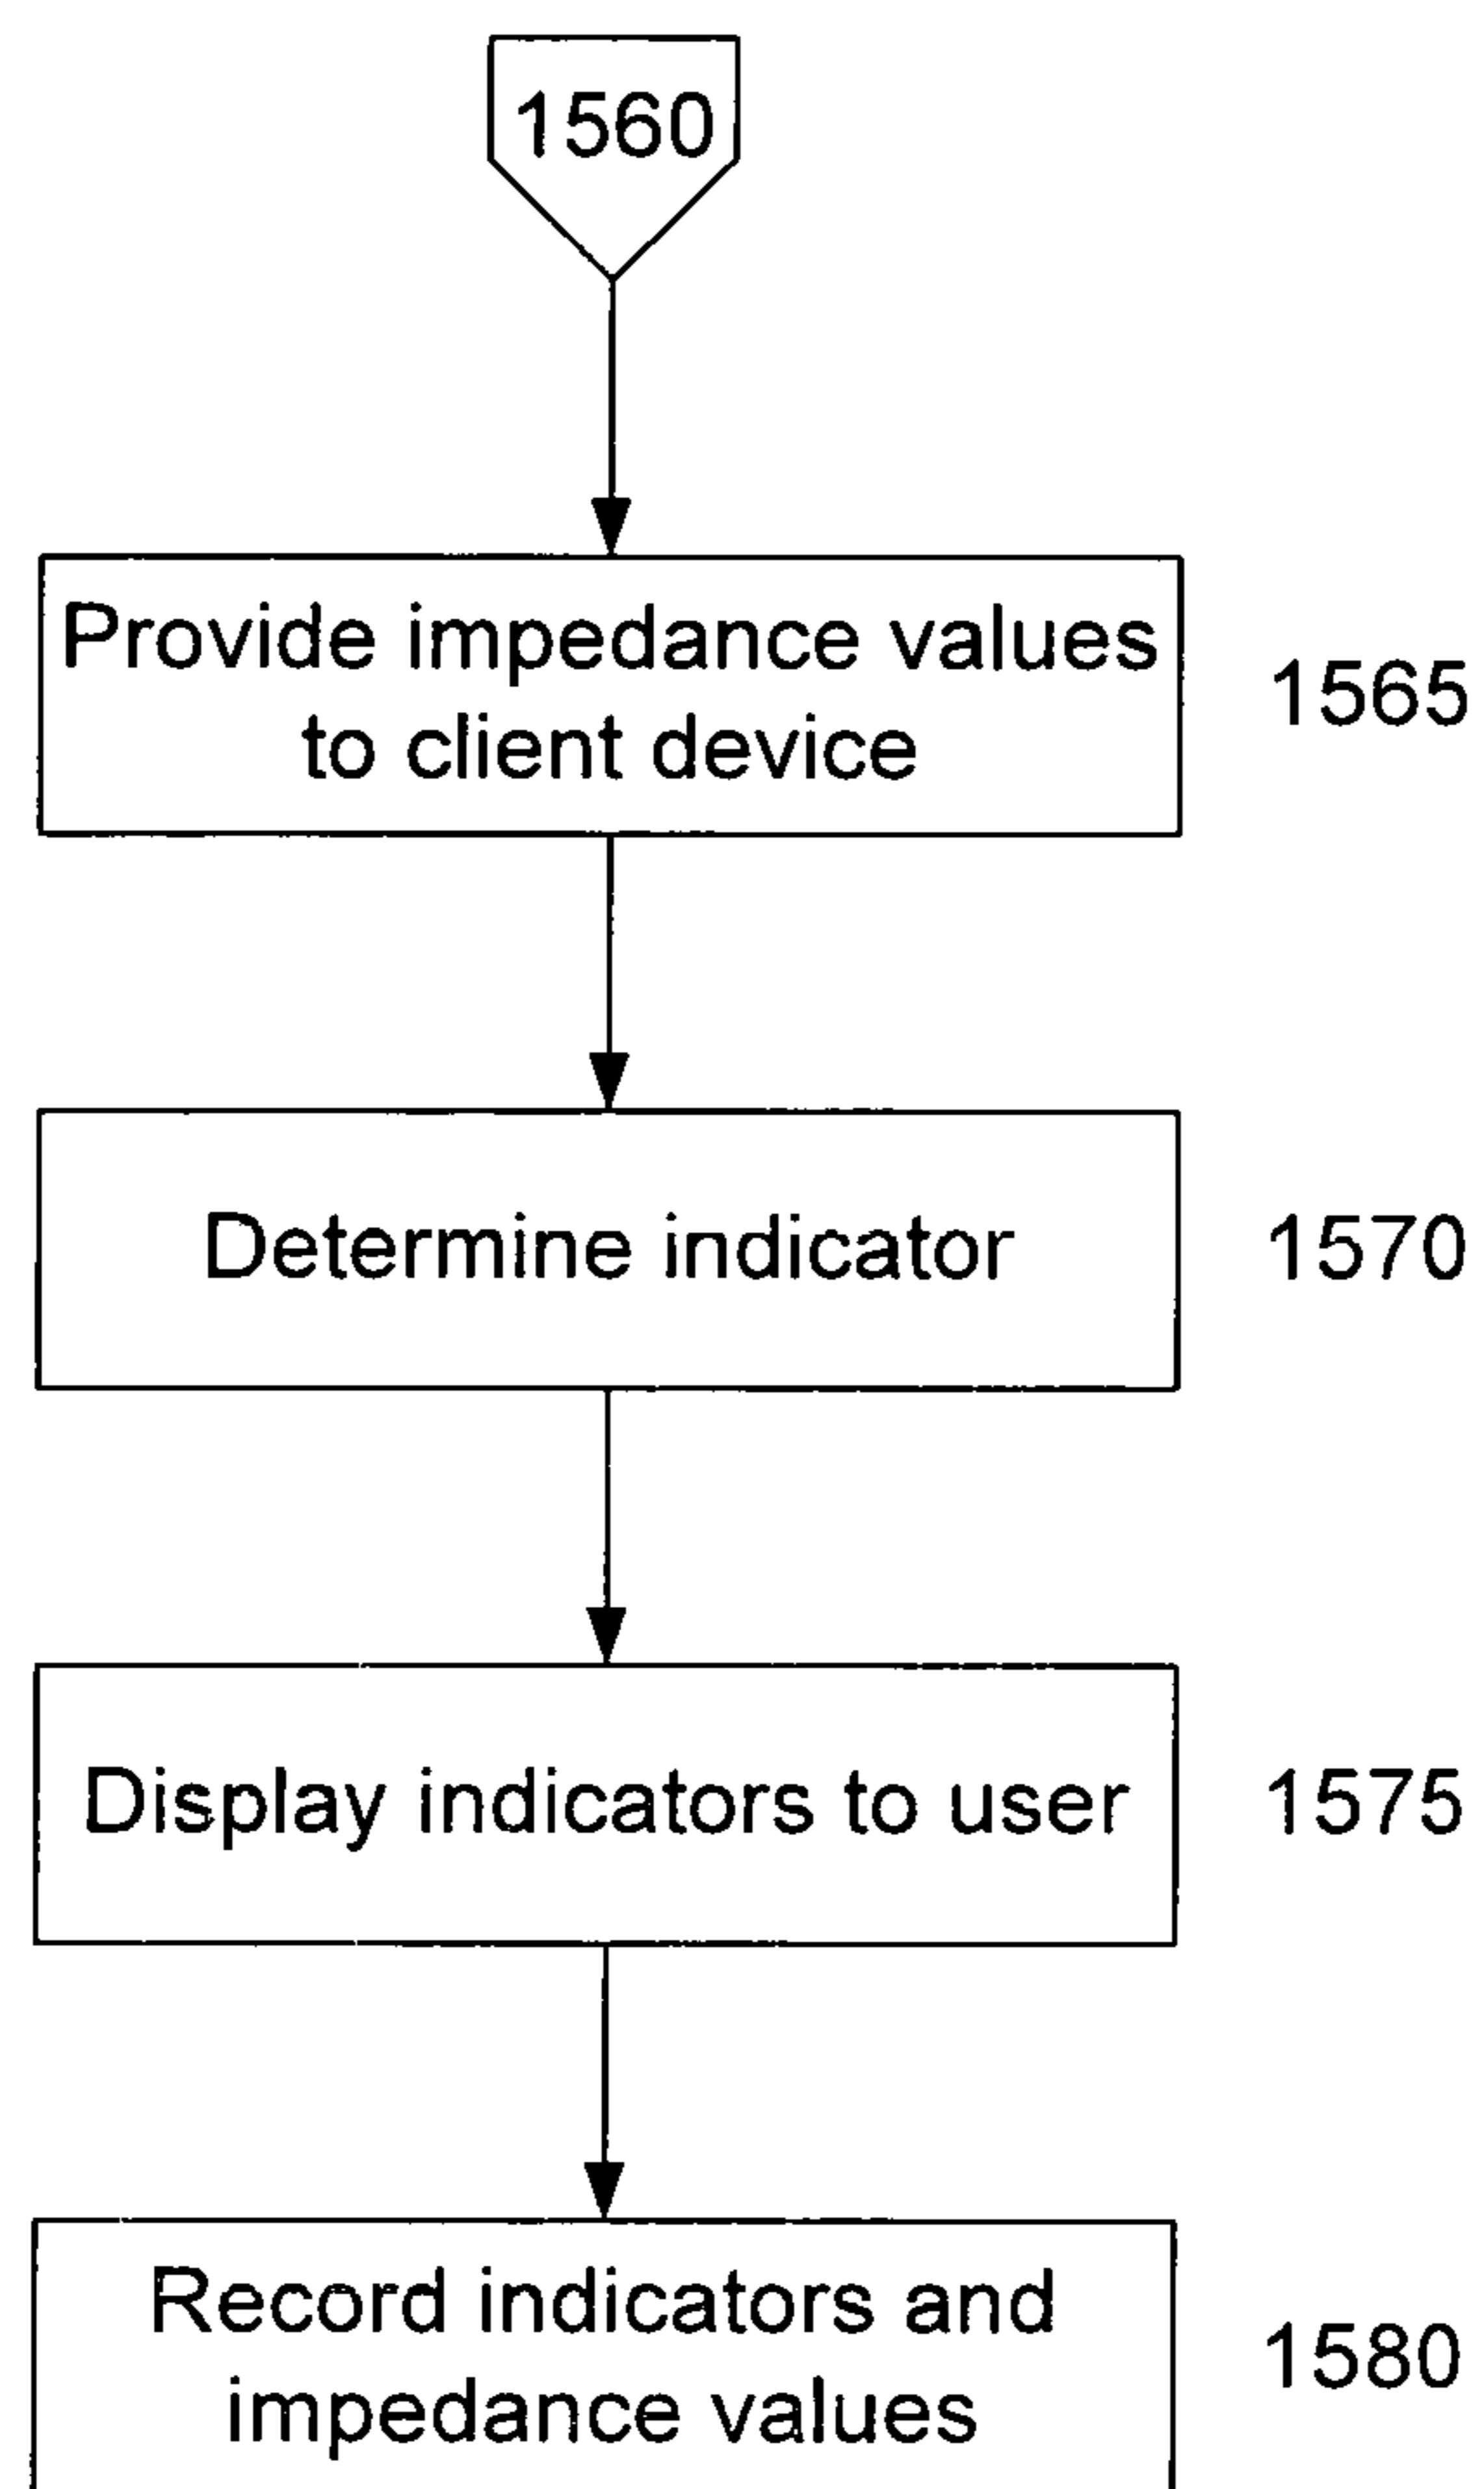 1560
Provide impedance values
to client device
1565
Determine indicator
1570
Display indicators to user
1575
Record indicators and
impedance values
1580